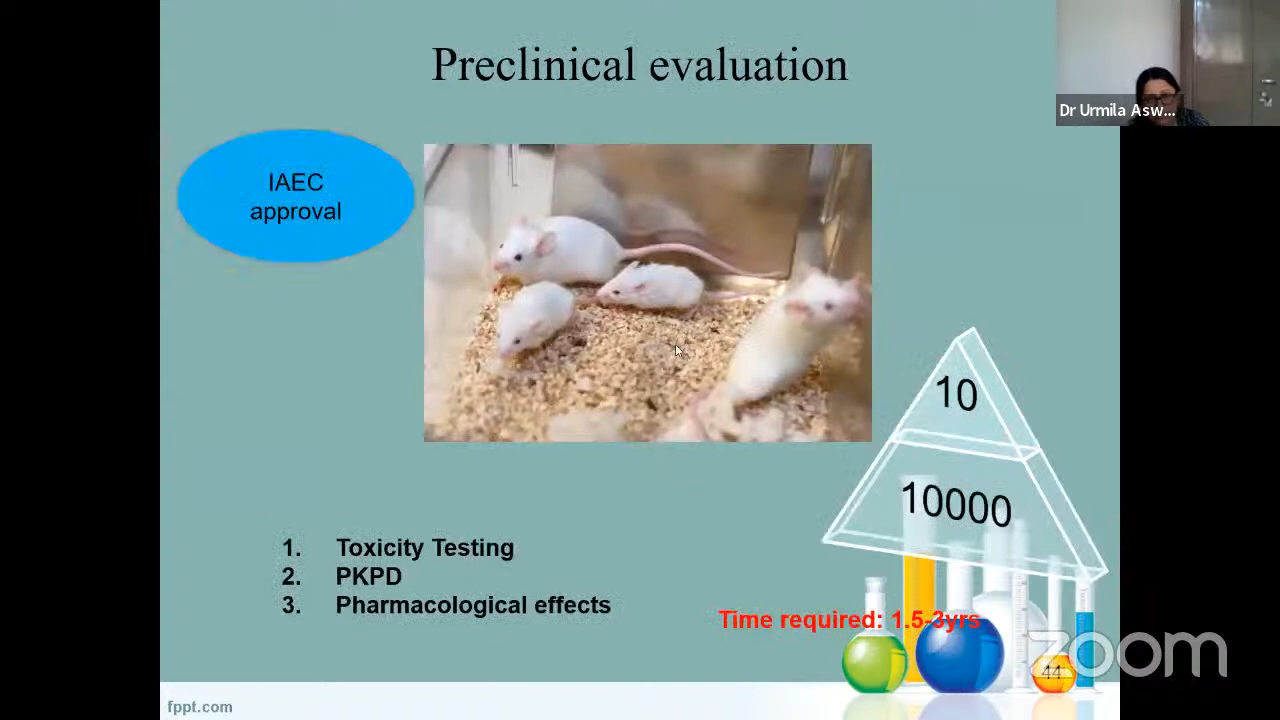 Preclinical evaluation
Dr Urmila Asw...
IAEC
approval
10
10000
1. Toxicity Testing
2. PKPD
3. Pharmacological effects
Time required: 1.5-3yrs
zoom
44
fppt.com